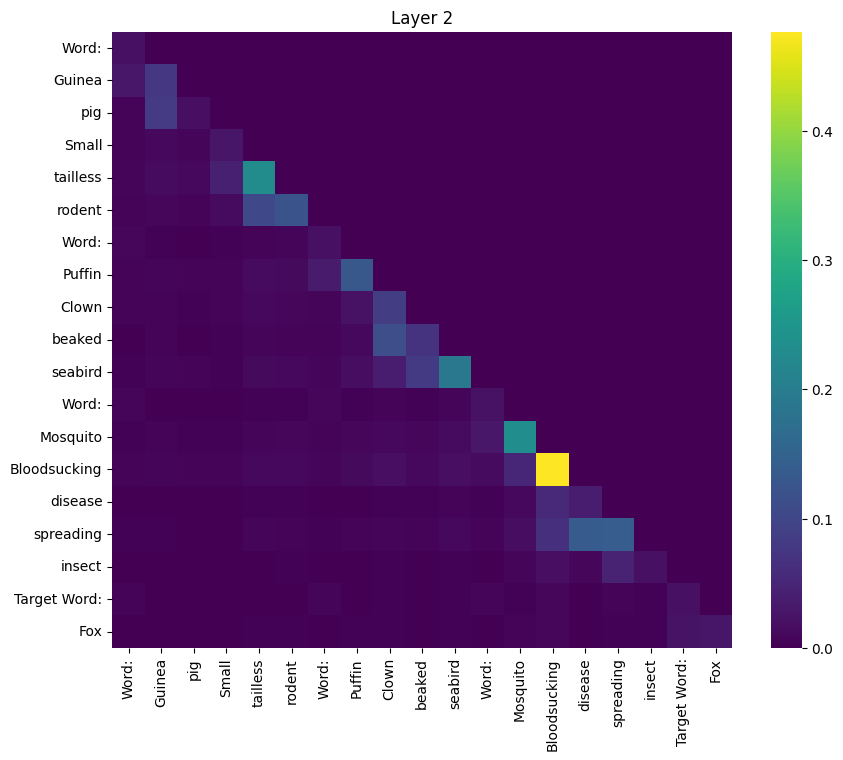 Layer 2
Word:
Guinea
pig
Small
tailless
rodent
Word:
Puffin
Clown
beaked
seabird
Word:
Mosquito
Bloodsucking
disease
spreading
insect
Target Word:
Fox
Word:
Guinea
pig
Small
tailless
rodent
Word:
Puffin
Clown
beaked
seabird
Word:
Mosquito
Bloodsucking
disease
spreading
insect
Target Word:
Fox
0.4
0.3
0.2
0.1
0.0